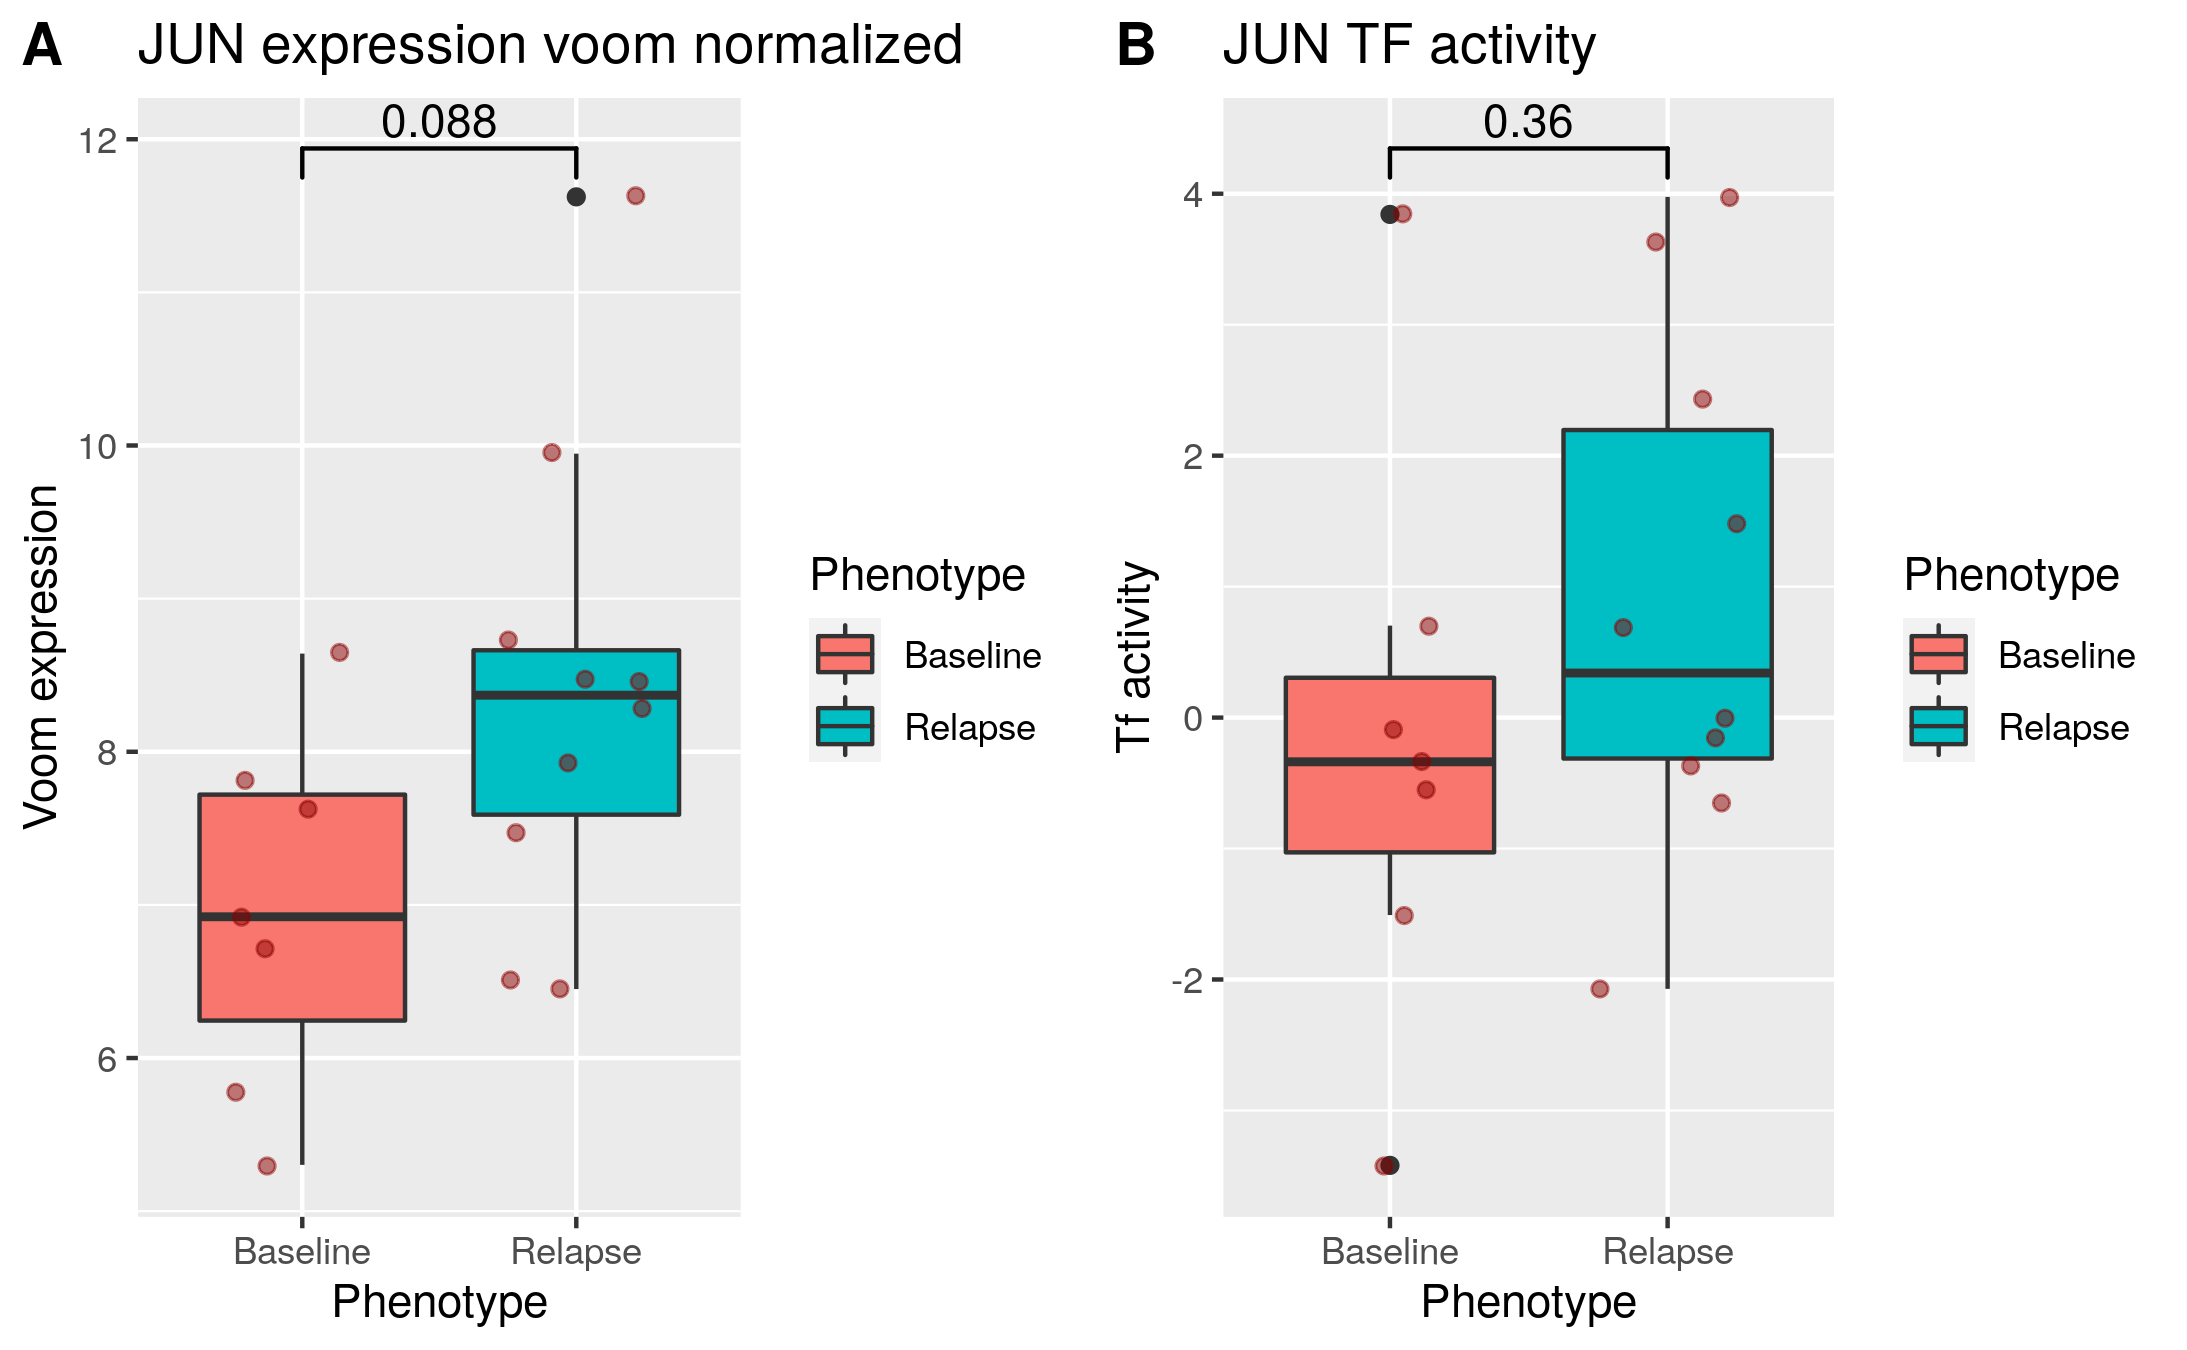 A JUN expression voom normalized
0.088
12
10
8
6
Voom expression
Baseline Relapse
Phenotype
Phenotype
Baseline
Relapse
B JUN TF activity
0.36
4
2
0
-2
Tf activity
Baseline Relapse
Phenotype
Phenotype
Baseline
Relapse